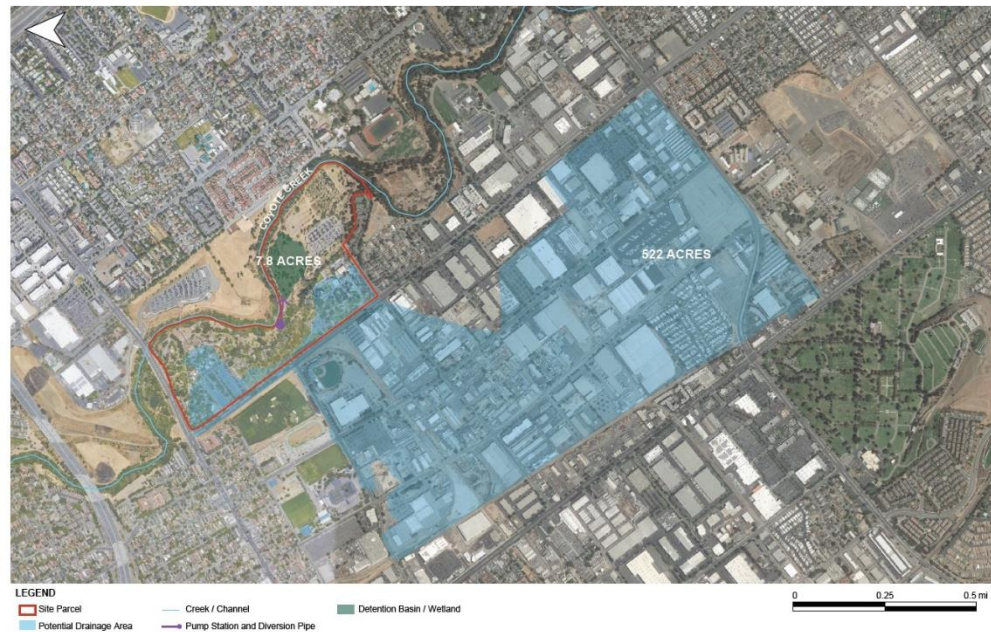 COYOTE CREEK
7.8 ACRES
522 ACRES
LEGEND
Site Parcel
Creek / Channel
Detention Basin / Wetland
Potential Drainage Area
Pump Station and Diversion Pipe
0 0.25 0.5 mi